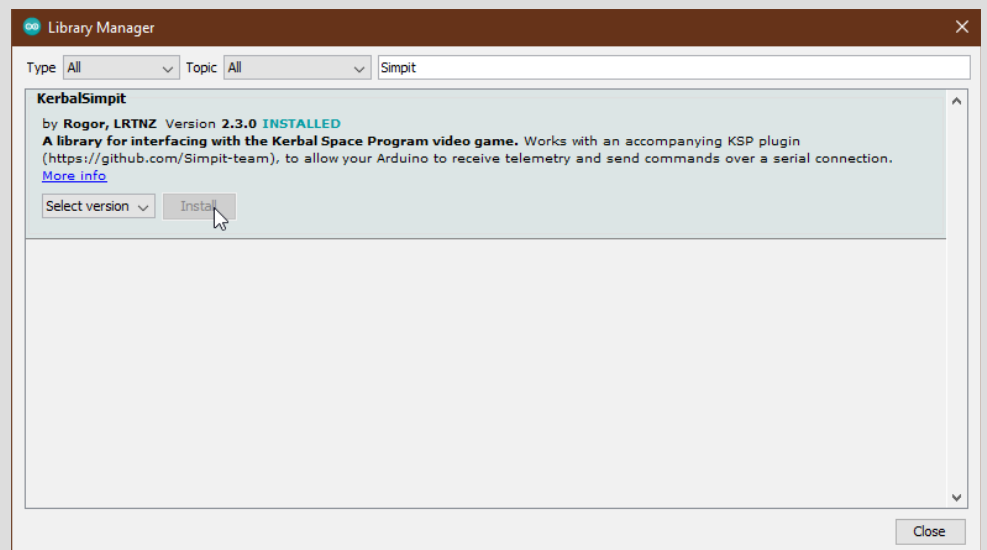 Library Manager
Type All Topic All Simpit
KerbalSimpit
by Rogor, LRTNZ Version 2.3.0 INSTALLED
A library for interfacing with the Kerbal Space Program video game. Works with an accompanying KSP plugin
(https://github.com/Simpit-team), to allow your Arduino to receive telemetry and send commands over a serial connection.
More info
Select version Install
Close